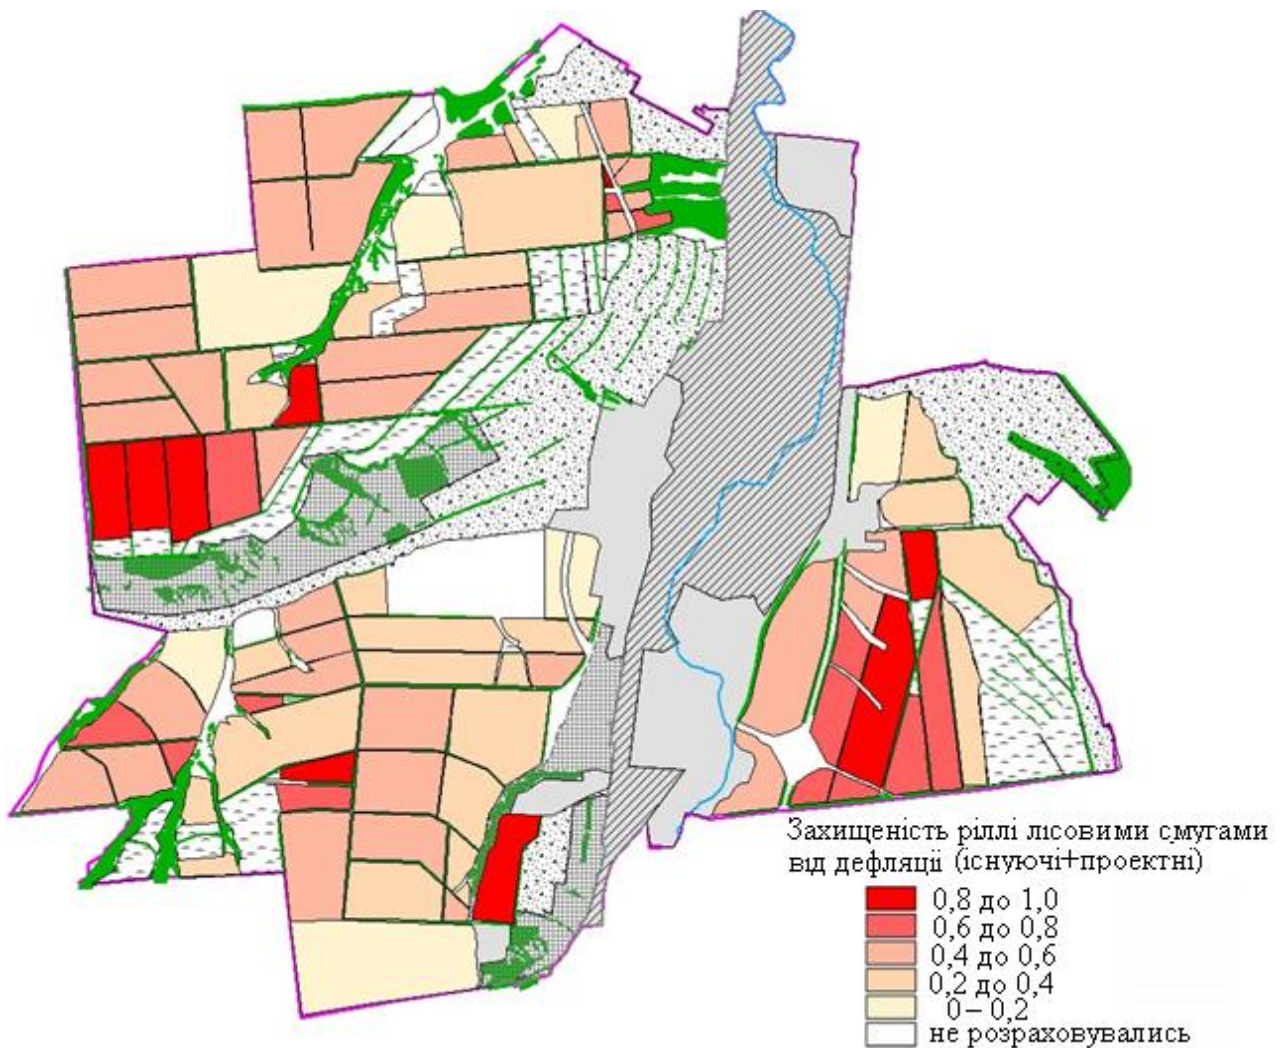 Захищеність ріллі лісовими смугами
від дефляції (існуючі+проектні)
0,8 до 1,0
0,6 до 0,8
0,4 до 0,6
0,2 до 0,4
0 – 0,2
не розраховувались